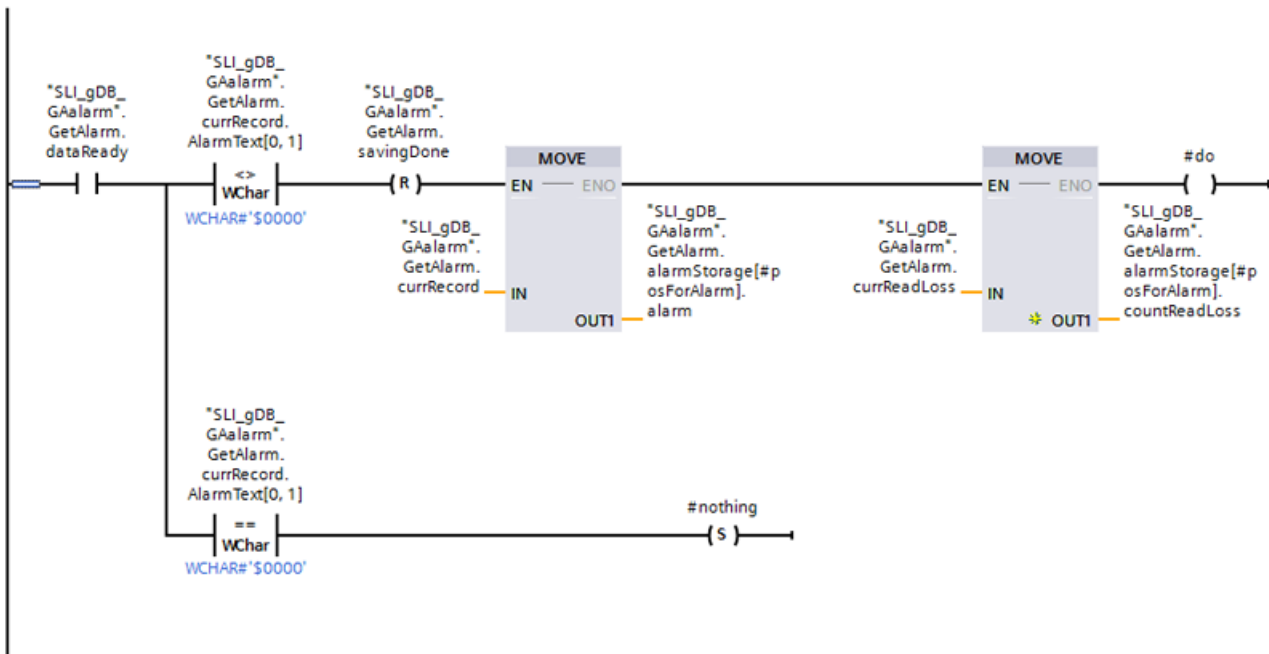 "SLI_gDB_
GAalarm".
GetAlarm.
dataReady
"SLI_gDB_
GAalarm".
GetAlarm.
currRecord.
AlarmText[0, 1]
<>
WChar
WCHAR#'$0000'
"SLI_gDB_
GAalarm".
GetAlarm.
savingDone
R
MOVE
EN
ENO
"SLI_gDB_
GAalarm".
GetAlarm.
currRecord
IN
OUT1
"SLI_gDB_
GAalarm".
GetAlarm.
alarmStorage[#p
osForAlarm].
alarm
MOVE
EN
ENO
"SLI_gDB_
GAalarm".
GetAlarm.
currReadLoss
IN
OUT1
"SLI_gDB_
GAalarm".
GetAlarm.
alarmStorage[#p
osForAlarm].
countReadLoss
#do
"SLI_gDB_
GAalarm".
GetAlarm.
currRecord.
AlarmText[0, 1]
==
WChar
WCHAR#'$0000'
#nothing
S